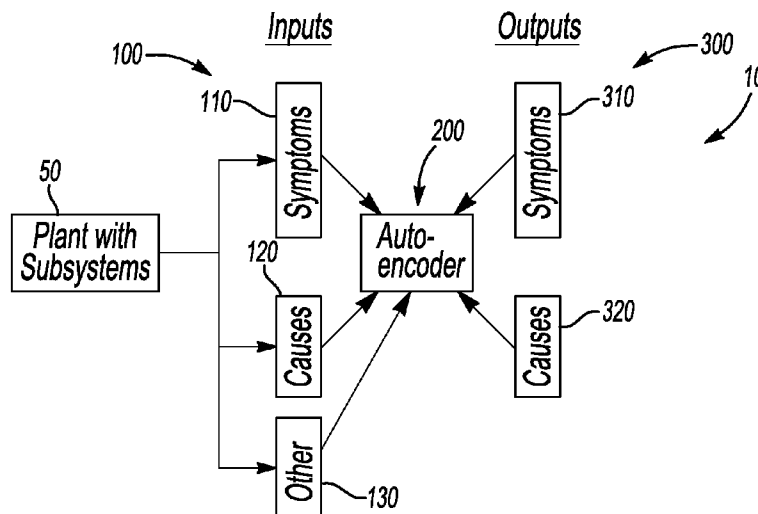 Inputs
Outputs
100
300
10
110
310
Symptoms
Symptoms
200
50
Plant with
Subsystems
Auto-
encoder
120
320
Causes
Causes
Other
130